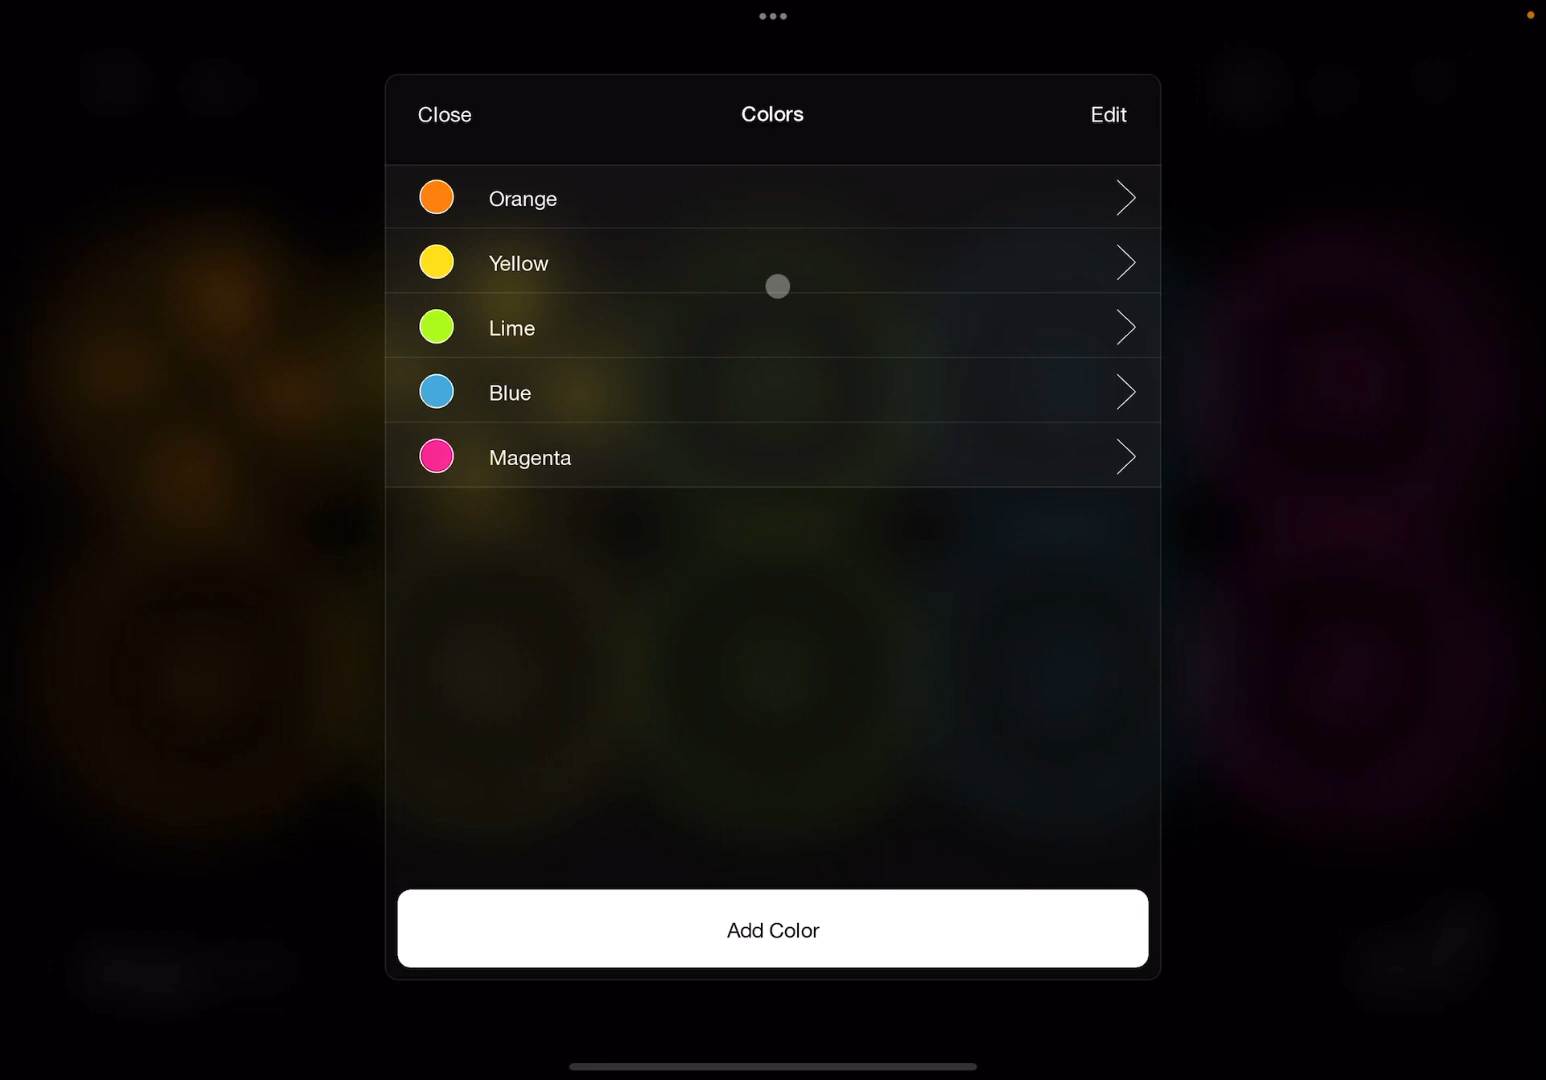 Close
Colors
Edit
Orange
Yellow
Lime
Blue
Magenta
Add Color